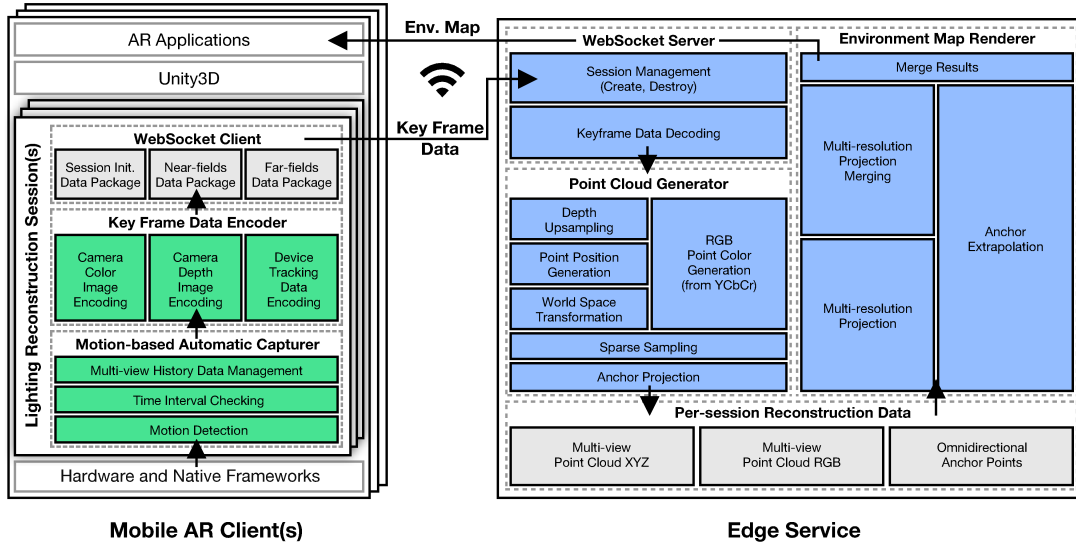 AR Applications
Unity3D
Lighting Reconstruction Session(s)
WebSocket Client
Session Init.
Data Package
Near-fields
Data Package
Far-fields
Data Package
Key Frame Data Encoder
Camera
Color
Image
Encoding
Camera
Depth
Image
Encoding
Device
Tracking
Data
Encoding
Motion-based Automatic Capturer
Multi-view History Data Management
Time Interval Checking
Motion Detection
Hardware and Native Frameworks
Mobile AR Client(s)
Env. Map
Key Frame
Data
WebSocket Server
Session Management
(Create, Destroy)
Keyframe Data Decoding
Point Cloud Generator
Depth
Upsampling
Point Position
Generation
World Space
Transformation
RGB
Point Color
Generation
(from YCbCr)
Sparse Sampling
Anchor Projection
Environment Map Renderer
Merge Results
Multi-resolution
Projection
Merging
Multi-resolution
Projection
Anchor
Extrapolation
Per-session Reconstruction Data
Multi-view
Point Cloud XYZ
Multi-view
Point Cloud RGB
Omnidirectional
Anchor Points
Edge Service